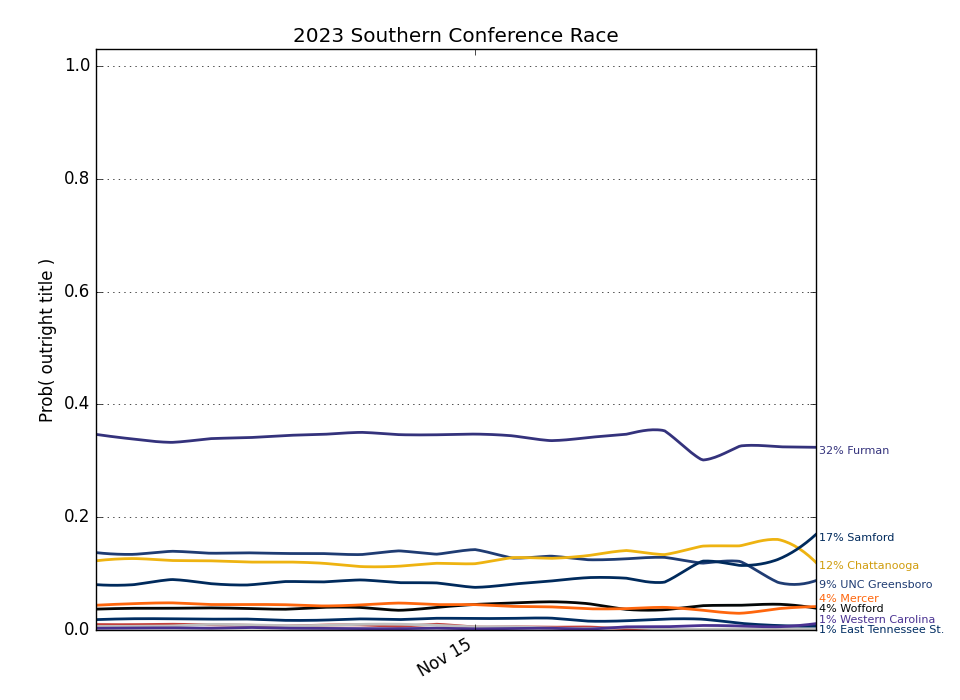 2023 Southern Conference Race
1.0
0.8
0.6
0.4
0.2
0.0
Prob( outright title )
Nov 15
32% Furman
17% Samford
12% Chattanooga
9% UNC Greensboro
4% Mercer
4% Wofford
1% Western Carolina
1% East Tennessee St.